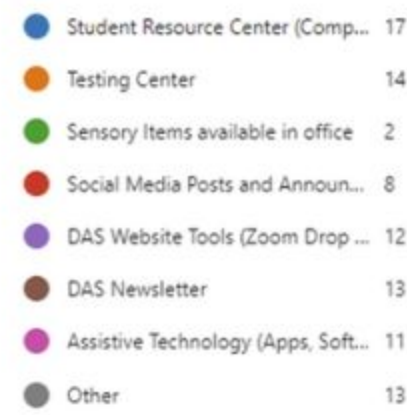 Student Resource Center (Comp... 17
Testing Center 14
Sensory Items available in office 2
Social Media Posts and Announ... 8
DAS Website Tools (Zoom Drop ... 12
DAS Newsletter 13
Assistive Technology (Apps, Soft... 11
Other 13